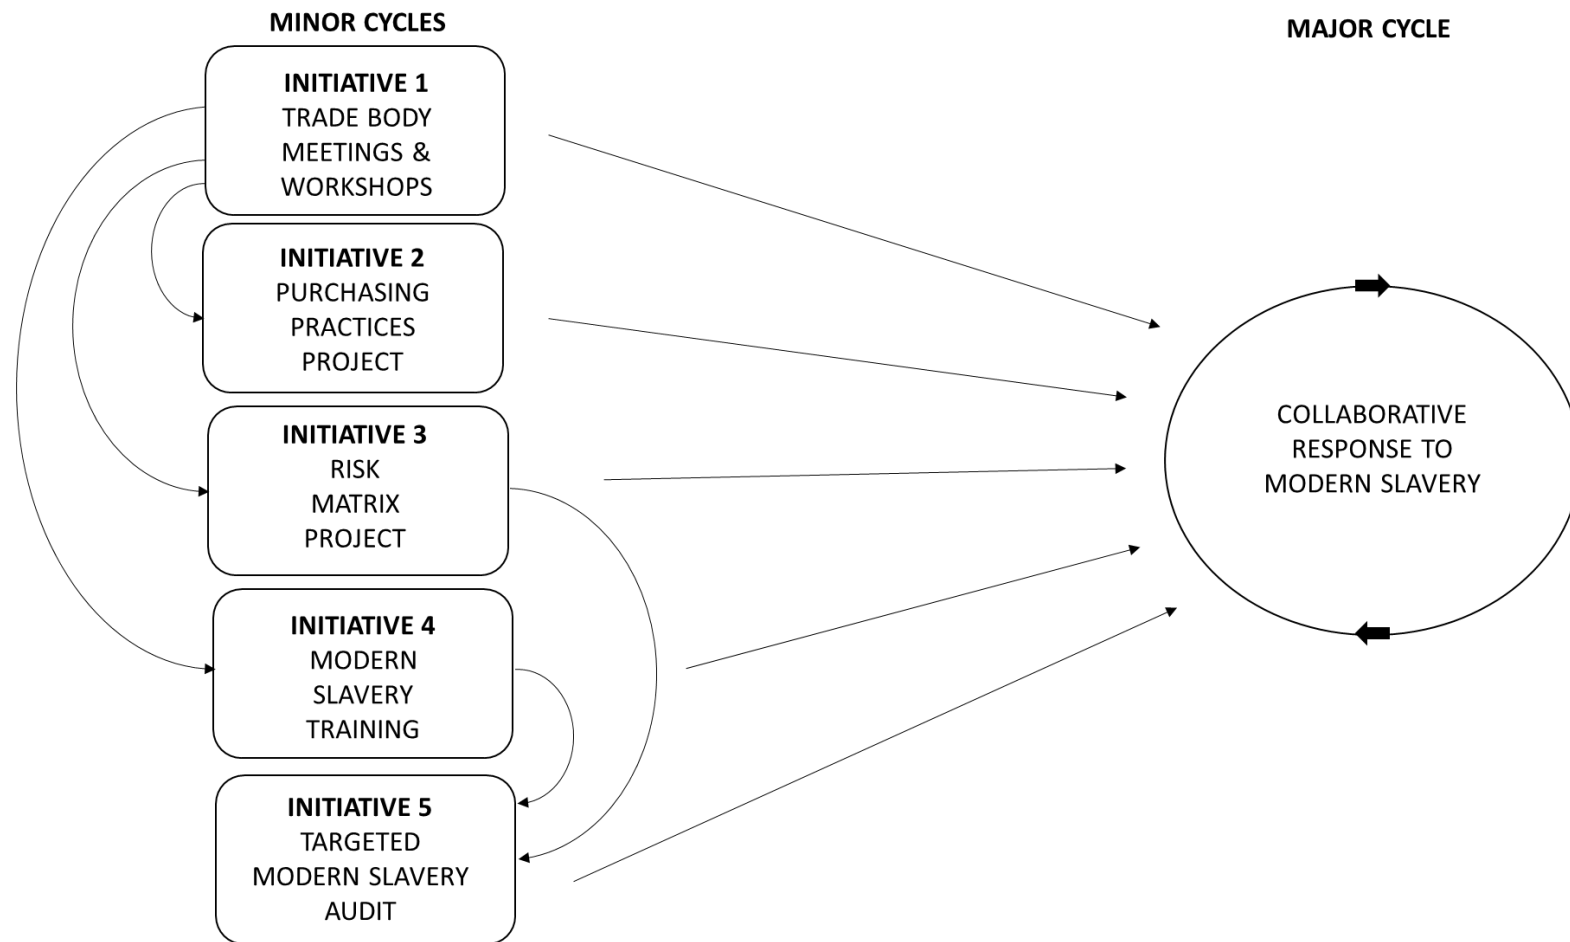 MINOR CYCLES
MAJOR CYCLE
INITIATIVE 1
TRADE BODY
MEETINGS &
WORKSHOPS
INITIATIVE 2
PURCHASING
PRACTICES
PROJECT
INITIATIVE 3
RISK
MATRIX
PROJECT
INITIATIVE 4
MODERN
SLAVERY
TRAINING
INITIATIVE 5
TARGETED
MODERN SLAVERY
AUDIT
COLLABORATIVE
RESPONSE TO
MODERN SLAVERY